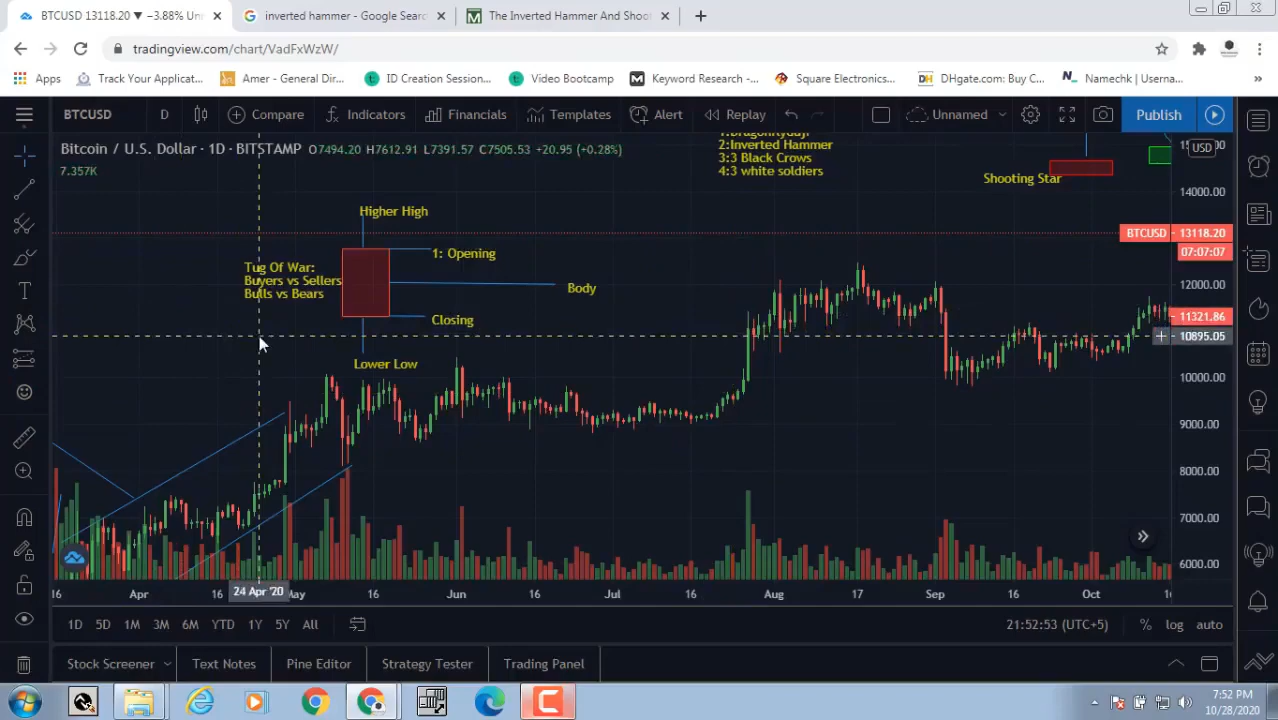 BTCUSD 13118.20 ▼ −3.88% Unn
inverted hammer - Google Searc
The Inverted Hammer And Shoo
tradingview.com/chart/VadFxWzW/
Apps
Track Your Applicat...
Amer - General Dir...
ID Creation Session...
Video Bootcamp
Keyword Research -...
Square Electronics...
DHgate.com: Buy C...
Namechk | Userna...
BTCUSD
D
Compare
Indicators
Financials
Templates
Alert
Replay
Unnamed
Publish
Bitcoin / U.S. Dollar · 1D · BITSTAMP O7494.20 H7612.91 L7391.57 C7505.53 +20.95 (+0.28%)
7.357K
2:Inverted Hammer
3:3 Black Crows
4:3 white soldiers
Shooting Star
USD
14000.00
BTCUSD 13118.20
07:07:07
12000.00
11321.86
10895.05
10000.00
9000.00
8000.00
7000.00
6000.00
Higher High
1: Opening
Tug Of War:
Buyers vs Sellers
Bulls vs Bears
Body
Closing
Lower Low
16
Apr
16
24 Apr '20
May
16
Jun
16
Jul
16
Aug
17
Sep
16
Oct
1D
5D
1M
3M
6M
YTD
1Y
5Y
All
21:52:53 (UTC+5)
%
log
auto
Stock Screener
Text Notes
Pine Editor
Strategy Tester
Trading Panel
7:52 PM
10/28/2020